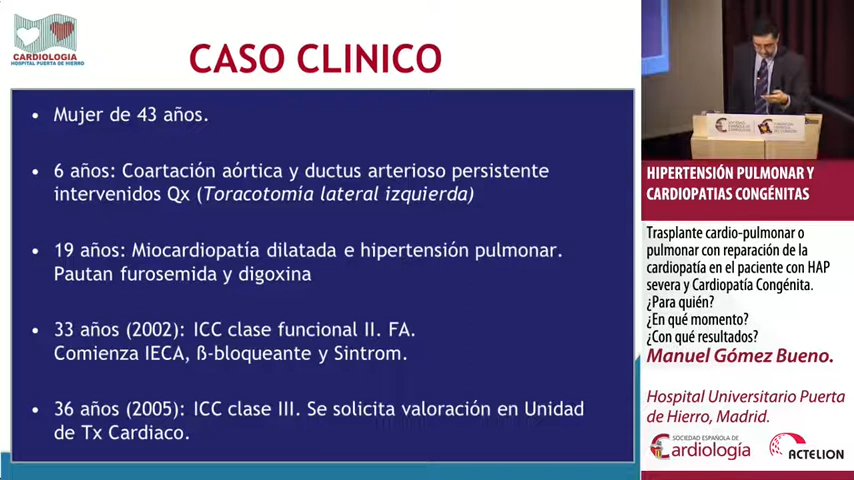 CARDIOLOGIA
HOSPITAL PUERTA DE HIERRO
CASO CLINICO
• Mujer de 43 años.
• 6 años: Coartación aórtica y ductus arterioso persistente
intervenidos Qx (Toracotomía lateral izquierda)
• 19 años: Miocardiopatía dilatada e hipertensión pulmonar.
Pautan furosemida y digoxina
• 33 años (2002): ICC clase funcional II. FA.
Comienza IECA, ß-bloqueante y Sintrom.
• 36 años (2005): ICC clase III. Se solicita valoración en Unidad
de Tx Cardiaco.
HIPERTENSIÓN PULMONAR Y
CARDIOPATIAS CONGÉNITAS
Trasplante cardio-pulmonar o
pulmonar con reparación de la
cardiopatía en el paciente con HAP
severa y Cardiopatía Congénita.
¿Para quién?
¿En qué momento?
¿Con qué resultados?
Manuel Gómez Bueno.
Hospital Universitario Puerta
de Hierro, Madrid.
SOCIEDAD ESPAÑOLA DE
Cardiología
ACTELION